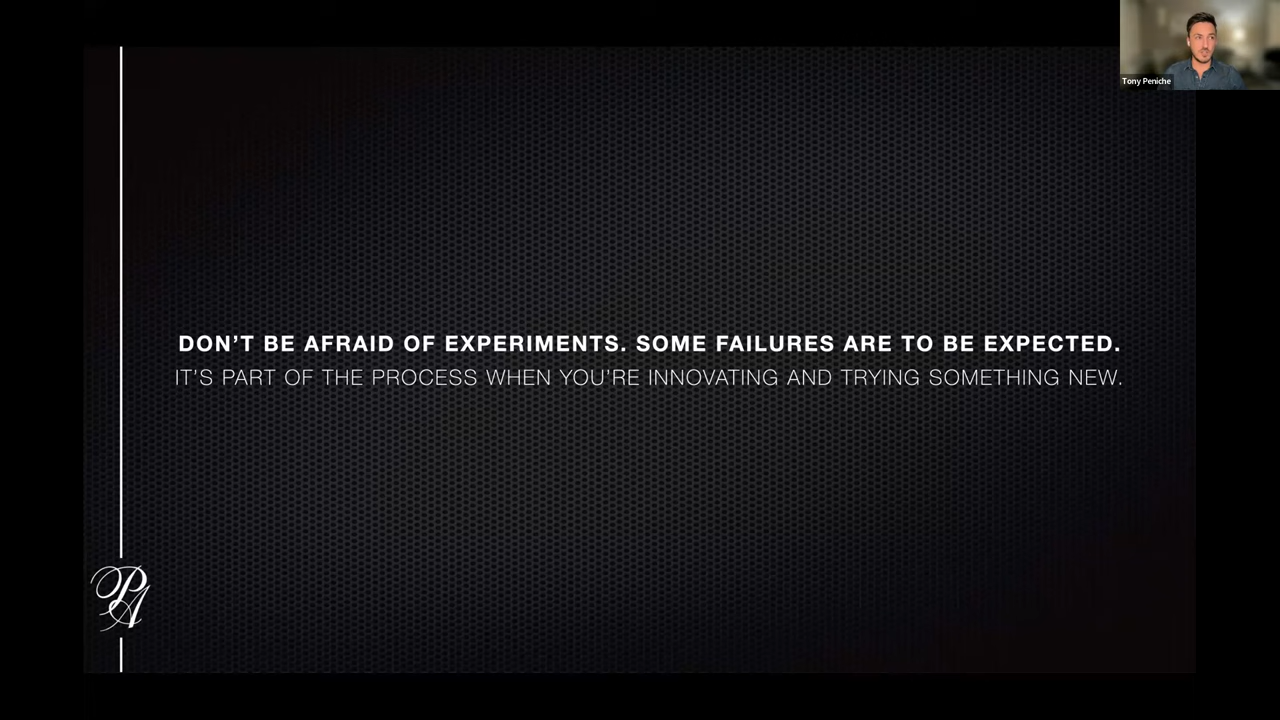 Tony Peniche
DON'T BE AFRAID OF EXPERIMENTS. SOME FAILURES ARE TO BE EXPECTED.
IT'S PART OF THE PROCESS WHEN YOU'RE INNOVATING AND TRYING SOMETHING NEW.
PA